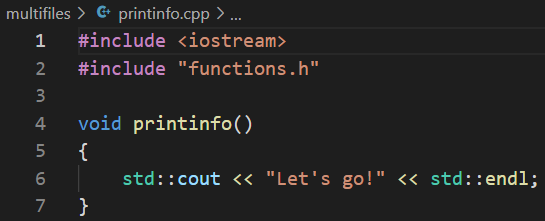 multifiles > printinfo.cpp > ...
1 #include <iostream>
2 #include "functions.h"
3
4 void printinfo()
5 {
6     std::cout << "Let's go!" << std::endl;
7 }